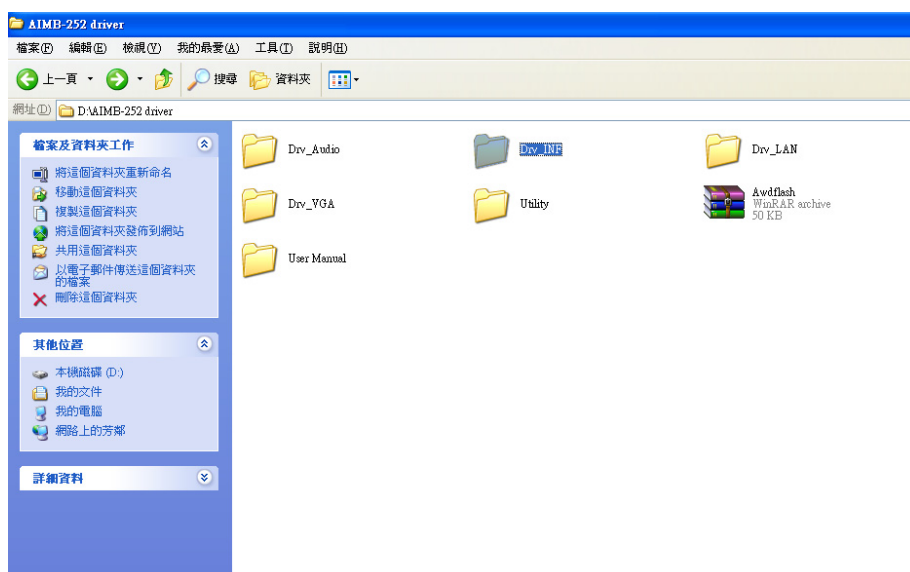 AIMB-252 driver
檔案(F) 編輯(E) 檢視(V) 我的最愛(A) 工具(T) 說明(H)
上一頁 搜尋 資料夾
網址(D) D:\AIMB-252 driver
檔案及資料夾工作
將這個資料夾重新命名
移動這個資料夾
複製這個資料夾
將這個資料夾發佈到網站
共用這個資料夾
以電子郵件傳送這個資料夾
的檔案
刪除這個資料夾
其他位置
本機磁碟 (D:)
我的文件
我的電腦
網路上的芳鄰
詳細資料
Drv_Audio
Drv_INF
Drv_LAN
Drv_VGA
Utility
Awdflash
WinRAR archive
50 KB
User Manual